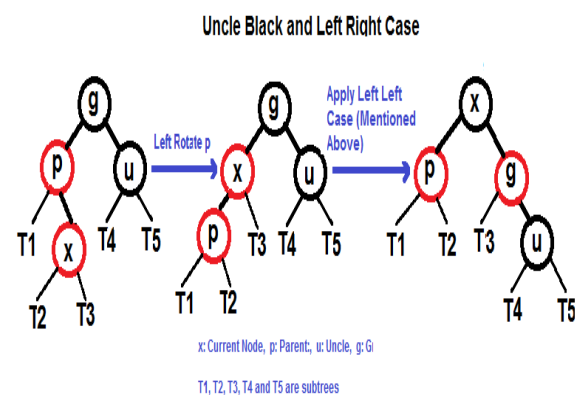 Uncle Black and Left Right Case
g
p
u
x
T1
T4
T5
T2
T3
Left Rotate p
g
x
u
p
T3
T4
T5
T1
T2
Apply Left Left
Case (Mentioned
Above)
x
p
g
T1
T2
T3
u
T4
T5
x: Current Node, p: Parent:, u: Uncle, g:
T1, T2, T3, T4 and T5 are subtrees